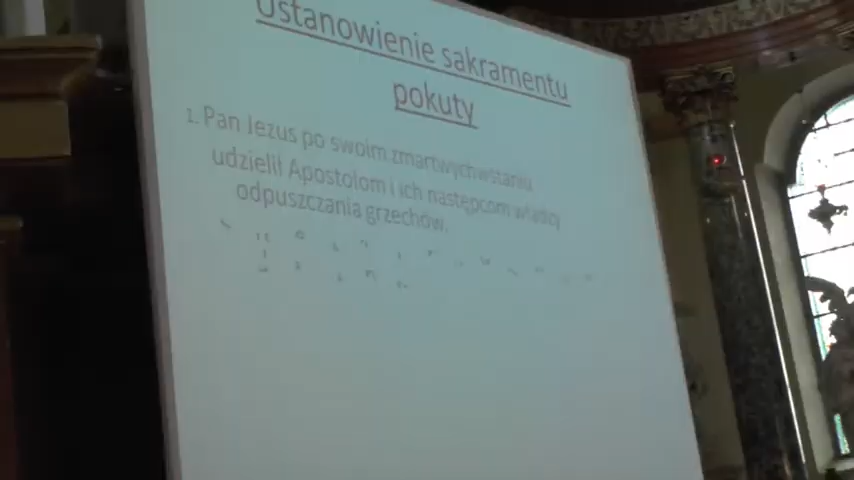 Ustanowienie sakramentu
pokuty
1. Pan Jezus po swoim zmartwychwstaniu
udzielił Apostołom i ich następcom władzy
odpuszczania grzechów.